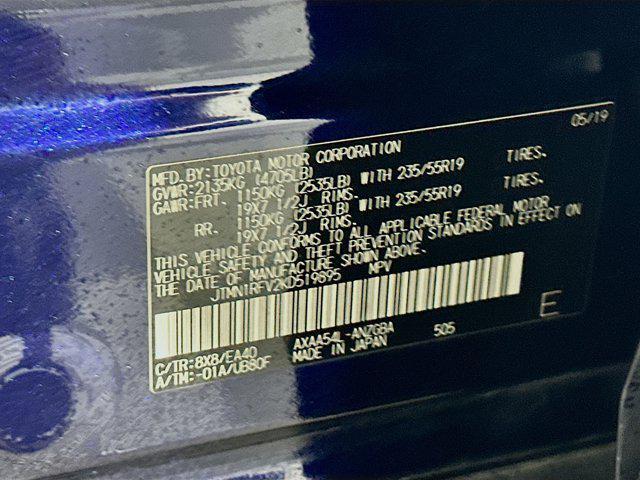 05/19
MFD. BY: TOYOTA MOTOR CORPORATION
GVWR: 2135KG (4705LB)
GAWR: FRT. 1150KG (2535LB) WITH 235/55R19 TIRES.
19X7 1/2J RIMS.
RR. 1150KG (2535LB) WITH 235/55R19 TIRES.
19X7 1/2J RIMS.
THIS VEHICLE CONFORMS TO ALL APPLICABLE FEDERAL MOTOR
VEHICLE SAFETY AND THEFT PREVENTION STANDARDS IN EFFECT ON
THE DATE OF MANUFACTURE SHOWN ABOVE.
JTMN1RFV2KD519895 MPV
E
C/TR: 8X8/EA40 AXAA54L-ANZGBA 505
A/TM: -01A/UB80F MADE IN JAPAN